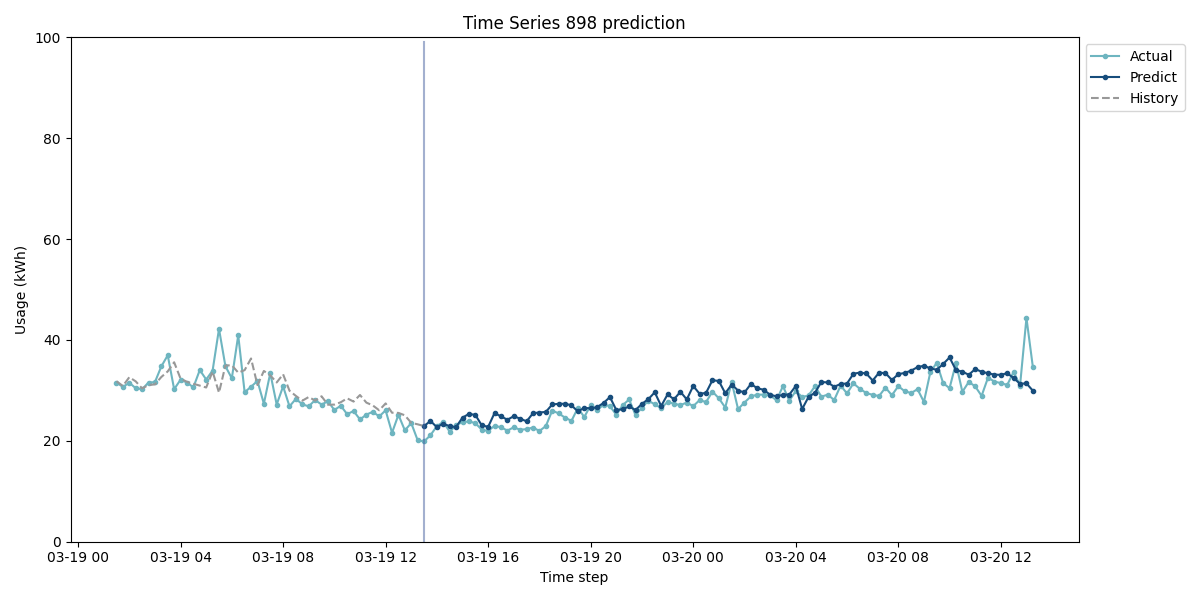 Time Series 898 prediction
Usage (kWh)
100
80
60
40
20
0
03-19 00
03-19 04
03-19 08
03-19 12
03-19 16
03-19 20
03-20 00
03-20 04
03-20 08
03-20 12
Time step
Actual
Predict
History